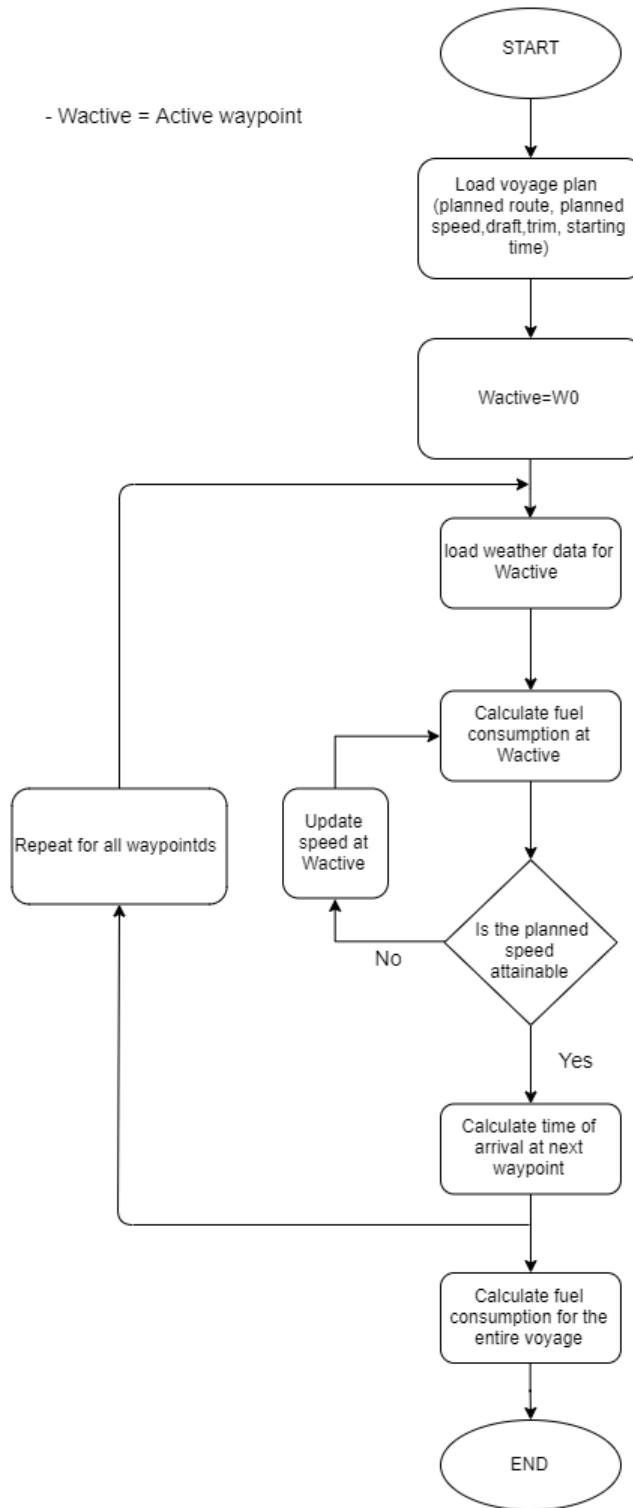 START
- Wactive = Active waypoint
Load voyage plan
(planned route, planned
speed,draft,trim, starting
time)
Wactive=W0
load weather data for
Wactive
Calculate fuel
consumption at
Wactive
Update
speed at
Wactive
Repeat for all waypointds
Is the planned
speed
attainable
No
Yes
Calculate time of
arrival at next
waypoint
Calculate fuel
consumption for the
entire voyage
END